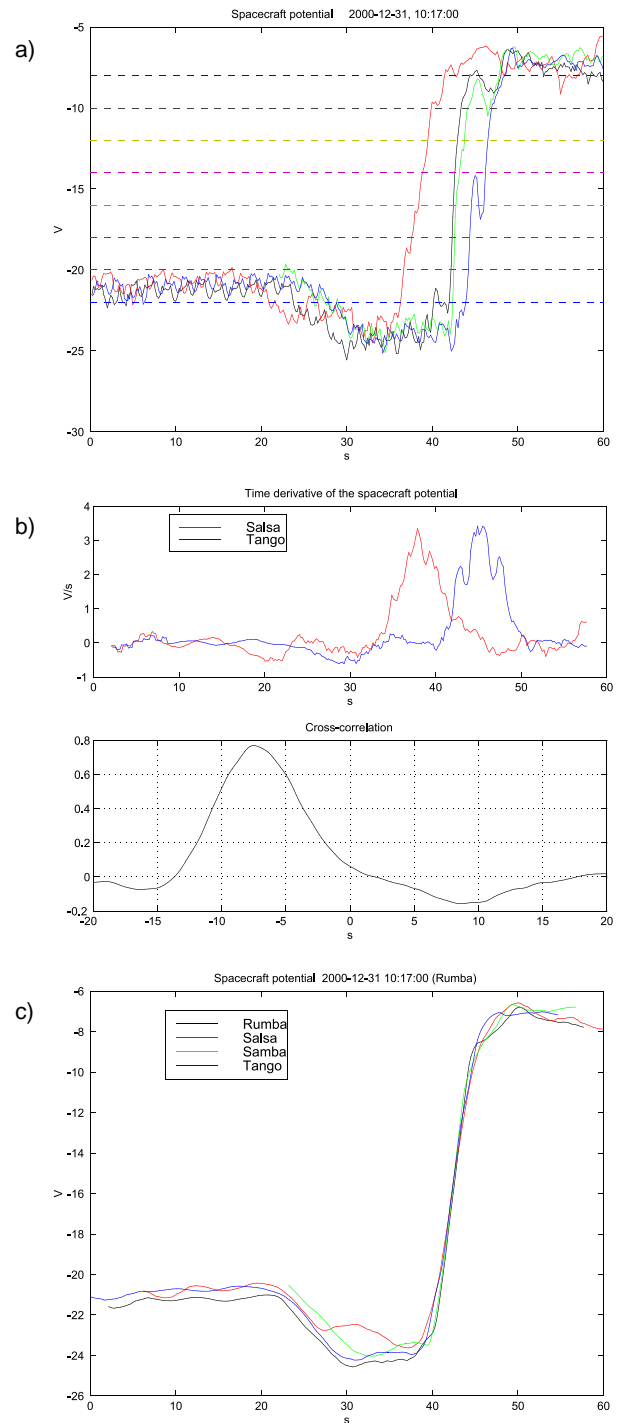 a)
Spacecraft potential 2000-12-31, 10:17:00
-5
-10
-15
-20
-25
-30
V
0 10 20 30 40 50 60
s
b)
Time derivative of the spacecraft potential
Salsa
Tango
4
3
2
1
0
-1
V/s
0 10 20 30 40 50 60
s
Cross-correlation
0.8
0.6
0.4
0.2
0
-0.2
-20 -15 -10 -5 0 5 10 15 20
s
c)
Spacecraft potential 2000-12-31 10:17:00 (Rumba)
Rumba
Salsa
Samba
Tango
-6
-8
-10
-12
-14
-16
-18
-20
-22
-24
-26
V
0 10 20 30 40 50 60
s